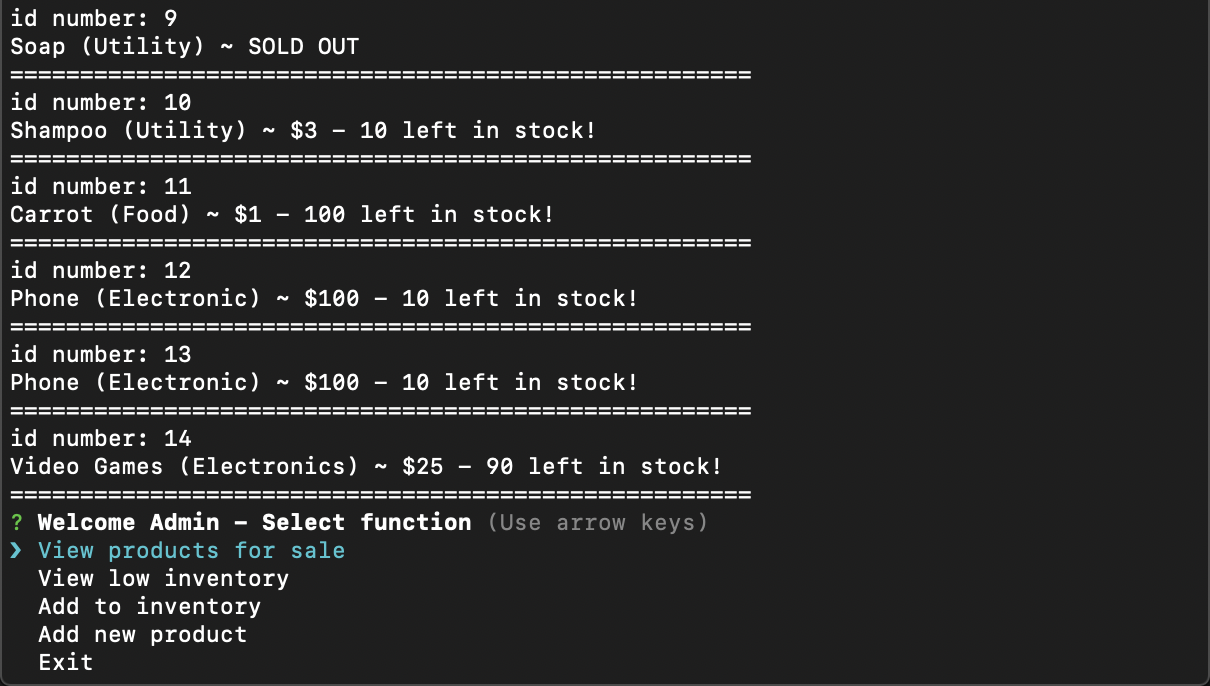 id number: 9
Soap (Utility) ~ SOLD OUT
=====================================================
id number: 10
Shampoo (Utility) ~ $3 – 10 left in stock!
=====================================================
id number: 11
Carrot (Food) ~ $1 – 100 left in stock!
=====================================================
id number: 12
Phone (Electronic) ~ $100 – 10 left in stock!
=====================================================
id number: 13
Phone (Electronic) ~ $100 – 10 left in stock!
=====================================================
id number: 14
Video Games (Electronics) ~ $25 – 90 left in stock!
=====================================================
? Welcome Admin – Select function (Use arrow keys)
❯ View products for sale
View low inventory
Add to inventory
Add new product
Exit